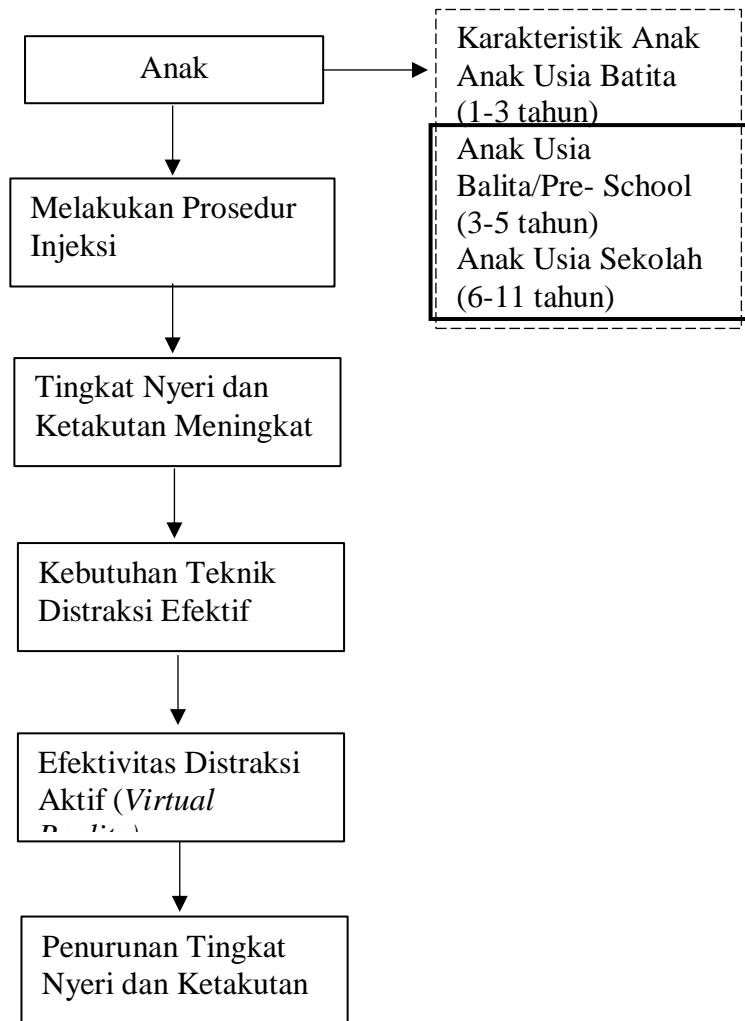 Anak
Karakteristik Anak
Anak Usia Batita
(1-3 tahun)
Anak Usia
Balita/Pre- School
(3-5 tahun)
Anak Usia Sekolah
(6-11 tahun)
Melakukan Prosedur
Injeksi
Tingkat Nyeri dan
Ketakutan Meningkat
Kebutuhan Teknik
Distraksi Efektif
Efektivitas Distraksi
Aktif (Virtual
Penurunan Tingkat
Nyeri dan Ketakutan